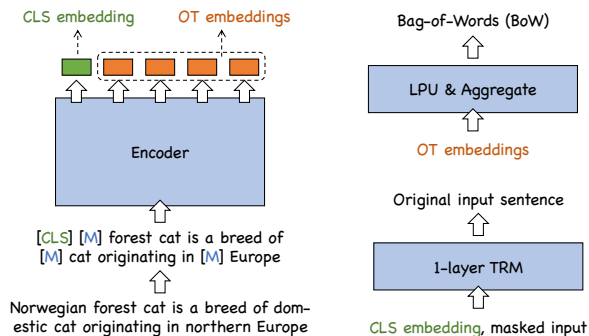 CLS embedding
OT embeddings
Encoder
[CLS] [M] forest cat is a breed of
[M] cat originating in [M] Europe
Norwegian forest cat is a breed of dom-
estic cat originating in northern Europe
Bag-of-Words (BoW)
LPU & Aggregate
OT embeddings
Original input sentence
1-layer TRM
CLS embedding, masked input